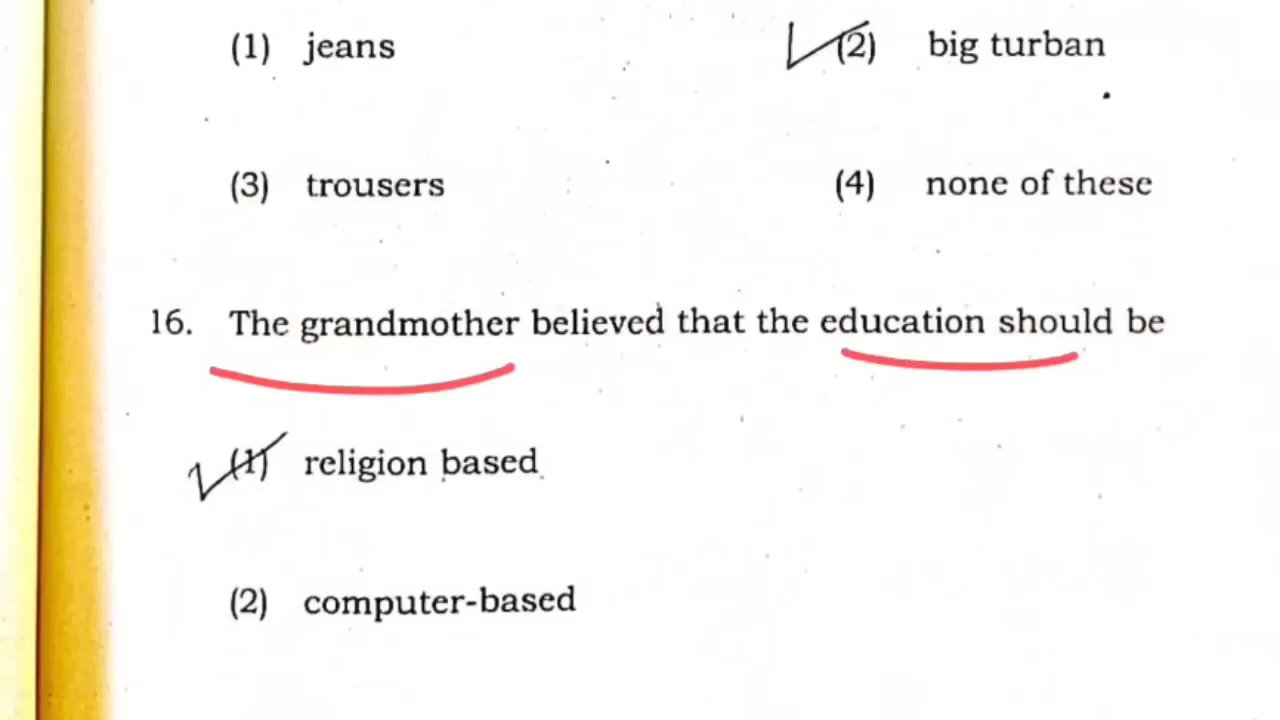 (1) jeans (2) big turban
(3) trousers (4) none of these
16. The grandmother believed that the education should be
(1) religion based
(2) computer-based